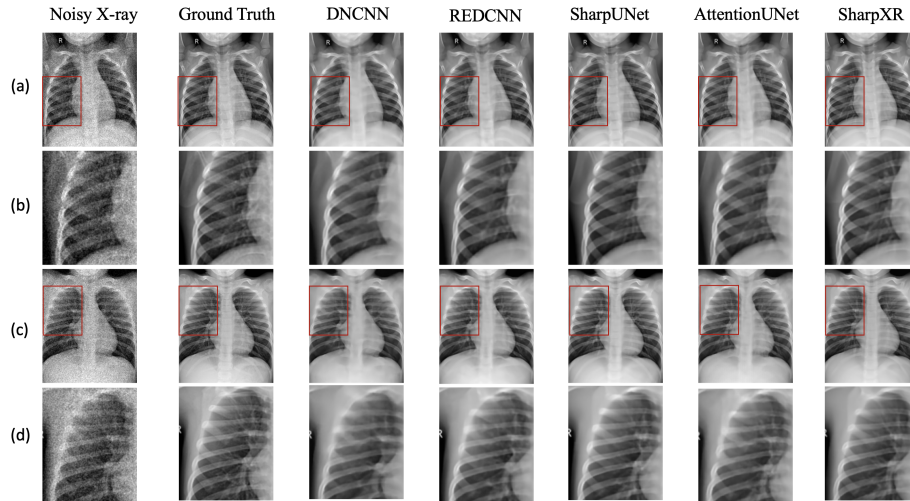 Noisy X-ray Ground Truth DNCNN REDCNN SharpUNet AttentionUNet SharpXR
(a)
R
R
R
R
R
R
R
(b)
(c)
(d)
R
R
R